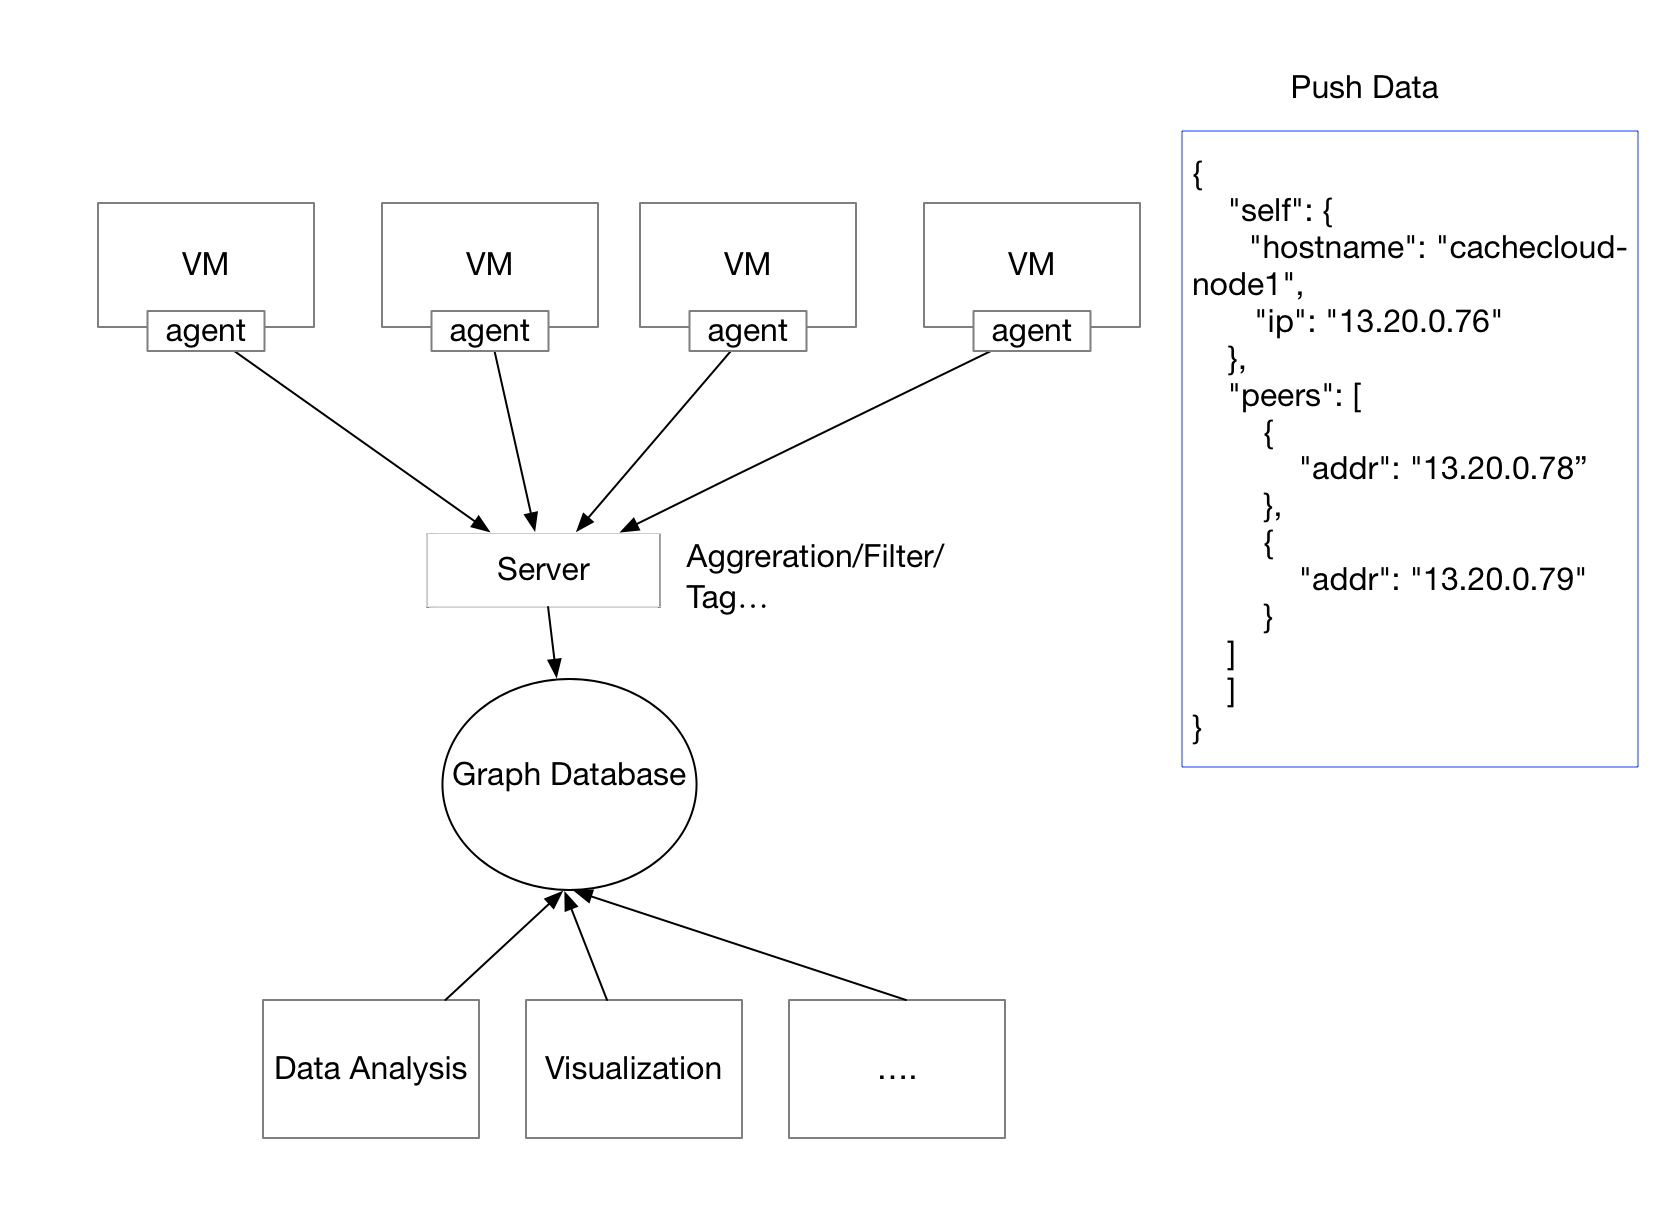 Push Data
{
"self": {
"hostname": "cachecloud-
node1",
"ip": "13.20.0.76"
},
"peers": [
{
"addr": "13.20.0.78”
},
{
"addr": "13.20.0.79"
}
]
]
}
VM
VM
VM
VM
agent
agent
agent
agent
Server
Aggreration/Filter/
Tag…
Graph Database
Data Analysis
Visualization
....